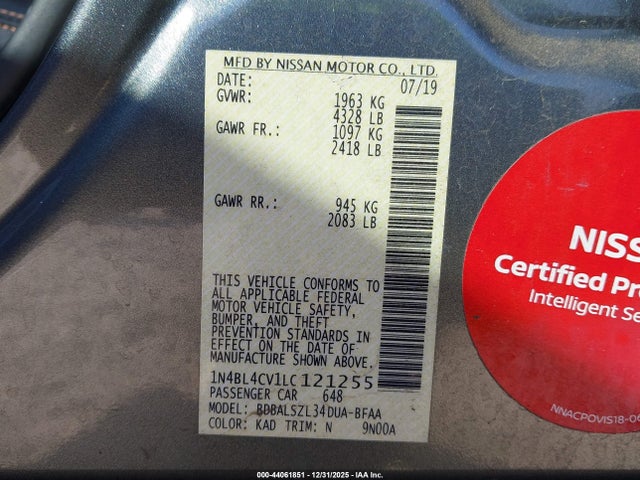 MFD BY NISSAN MOTOR CO., LTD.
DATE: 07/19
GVWR: 1963 KG
4328 LB
GAWR FR.: 1097 KG
2418 LB
GAWR RR.: 945 KG
2083 LB
THIS VEHICLE CONFORMS TO
ALL APPLICABLE FEDERAL
MOTOR VEHICLE SAFETY,
BUMPER, AND THEFT
PREVENTION STANDARDS IN
EFFECT ON THE DATE OF
MANUFACTURE SHOWN ABOVE.
1N4BL4CV1LC121255
PASSENGER CAR 648
MODEL: BDBALSZL34DUA-BFAA
COLOR: KAD TRIM: N 9N00A
NISS
Certified Pr
Intelligent Se
NNACPOVIS18-0
000-44061851 - 12/31/2025 - IAA Inc.